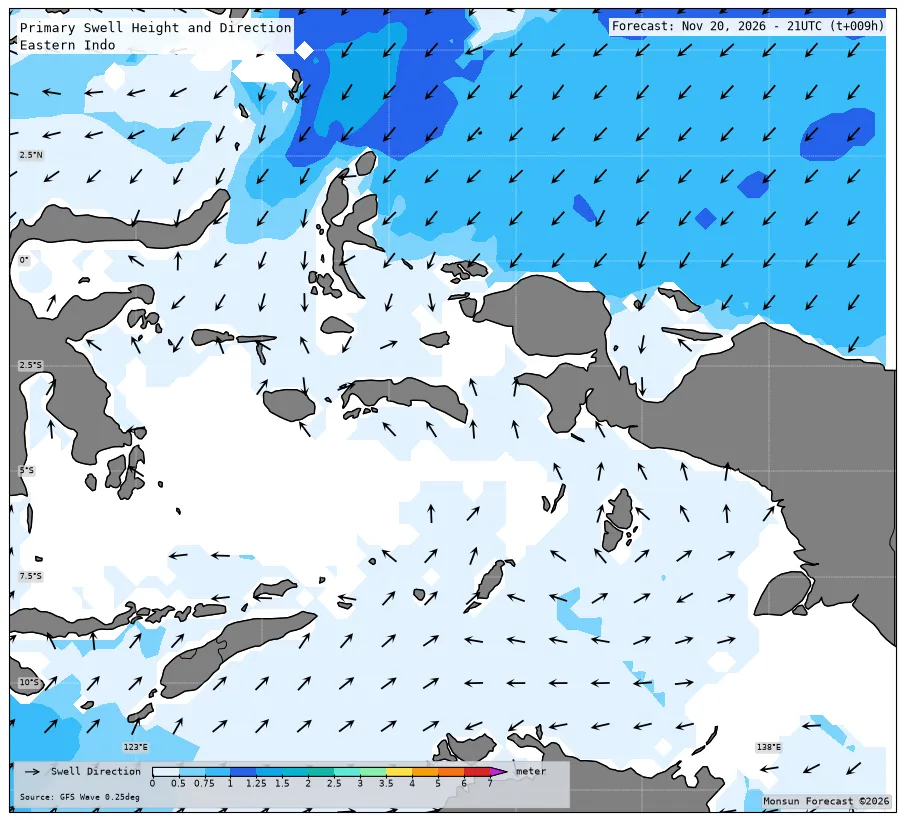 Primary Swell Height and Direction
Eastern Indo
Forecast: Nov 20, 2026 - 21UTC (t+009h)
2.5°N
0°
2.5°S
5°S
7.5°S
10°S
123°E
138°E
Swell Direction
0 0.5 0.75 1 1.25 1.5 2 2.5 3 3.5 4 5 6 7
meter
Source: GFS Wave 0.25deg
Monsun Forecast ©2026